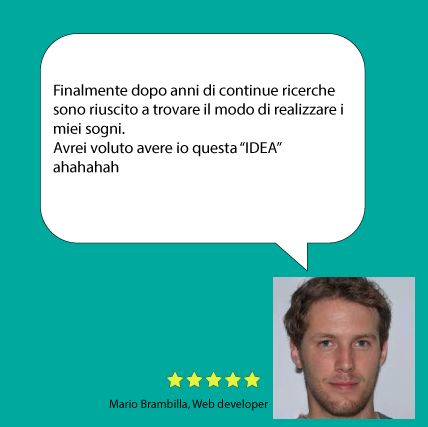 Finalmente dopo anni di continue ricerche
sono riuscito a trovare il modo di realizzare i
miei sogni.
Avrei voluto avere io questa “IDEA”
ahahahah
Mario Brambilla, Web developer